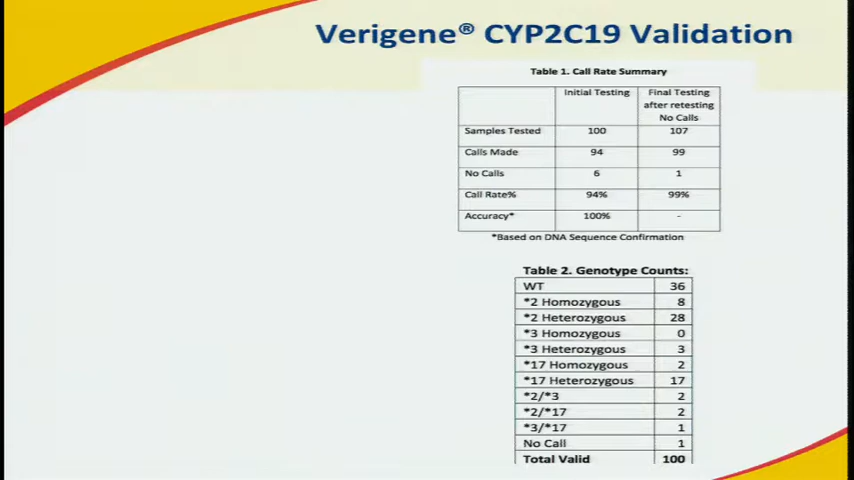 Verigene® CYP2C19 Validation
Table 1. Call Rate Summary
Initial Testing Final Testing after retesting No Calls
Samples Tested 100 107
Calls Made 94 99
No Calls 6 1
Call Rate% 94% 99%
Accuracy* 100% -
*Based on DNA Sequence Confirmation
Table 2. Genotype Counts:
WT 36
*2 Homozygous 8
*2 Heterozygous 28
*3 Homozygous 0
*3 Heterozygous 3
*17 Homozygous 2
*17 Heterozygous 17
*2/*3 2
*2/*17 2
*3/*17 1
No Call 1
Total Valid 100